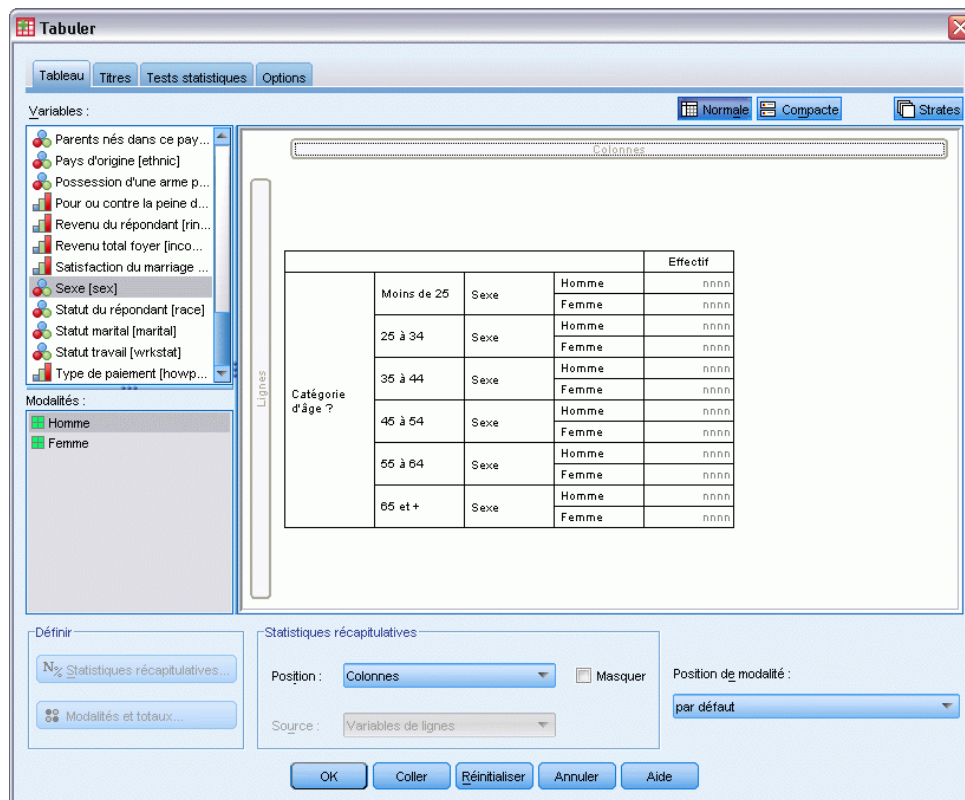 Tabuler
Tableau Titres Tests statistiques Options
Variables :
Normale Compacte Strates
Parents nés dans ce pay...
Pays d'origine [ethnic]
Possession d'une arme p...
Pour ou contre la peine d...
Revenu du répondant [rin...
Revenu total foyer [inco...
Satisfaction du marriage ...
Sexe [sex]
Statut du répondant [race]
Statut marital [marital]
Statut travail [wrkstat]
Type de paiement [howp...
Modalités :
Homme
Femme
Colonnes
Lignes
Effectif
Catégorie
d'âge ?
Moins de 25 Sexe Homme nnnn
Femme nnnn
25 à 34 Sexe Homme nnnn
Femme nnnn
35 à 44 Sexe Homme nnnn
Femme nnnn
45 à 54 Sexe Homme nnnn
Femme nnnn
55 à 64 Sexe Homme nnnn
Femme nnnn
65 et + Sexe Homme nnnn
Femme nnnn
Définir
N% Statistiques récapitulatives...
Modalités et totaux...
Statistiques récapitulatives
Position : Colonnes Masquer
Source : Variables de lignes
Position de modalité :
par défaut
OK Coller Réinitialiser Annuler Aide